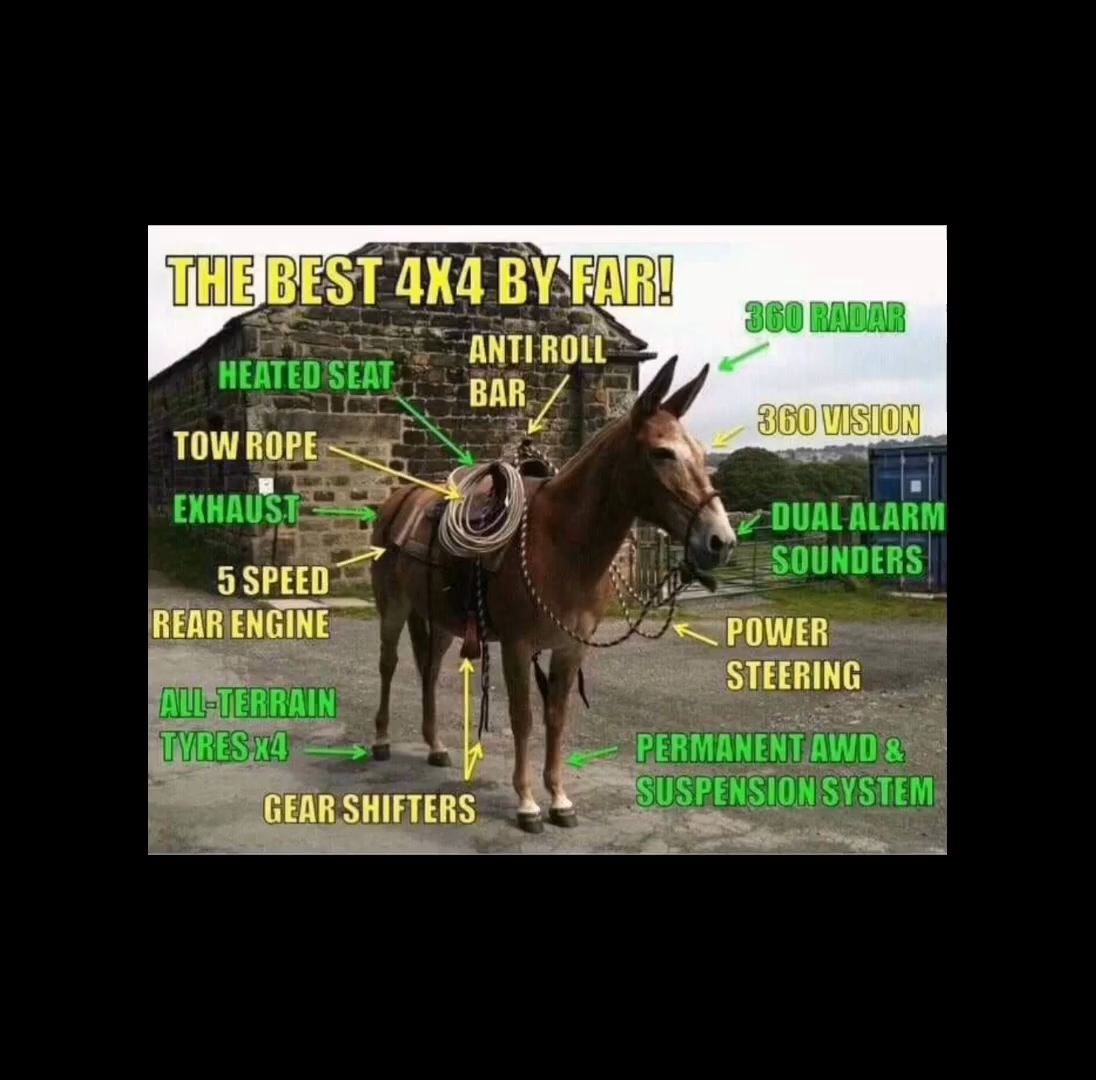 THE BEST 4X4 BY FAR!
360 RADAR
ANTI ROLL
BAR
HEATED SEAT
360 VISION
TOW ROPE
EXHAUST
DUAL ALARM
SOUNDERS
5 SPEED
REAR ENGINE
POWER
STEERING
ALL-TERRAIN
TYRES x4
PERMANENT AWD &
SUSPENSION SYSTEM
GEAR SHIFTERS